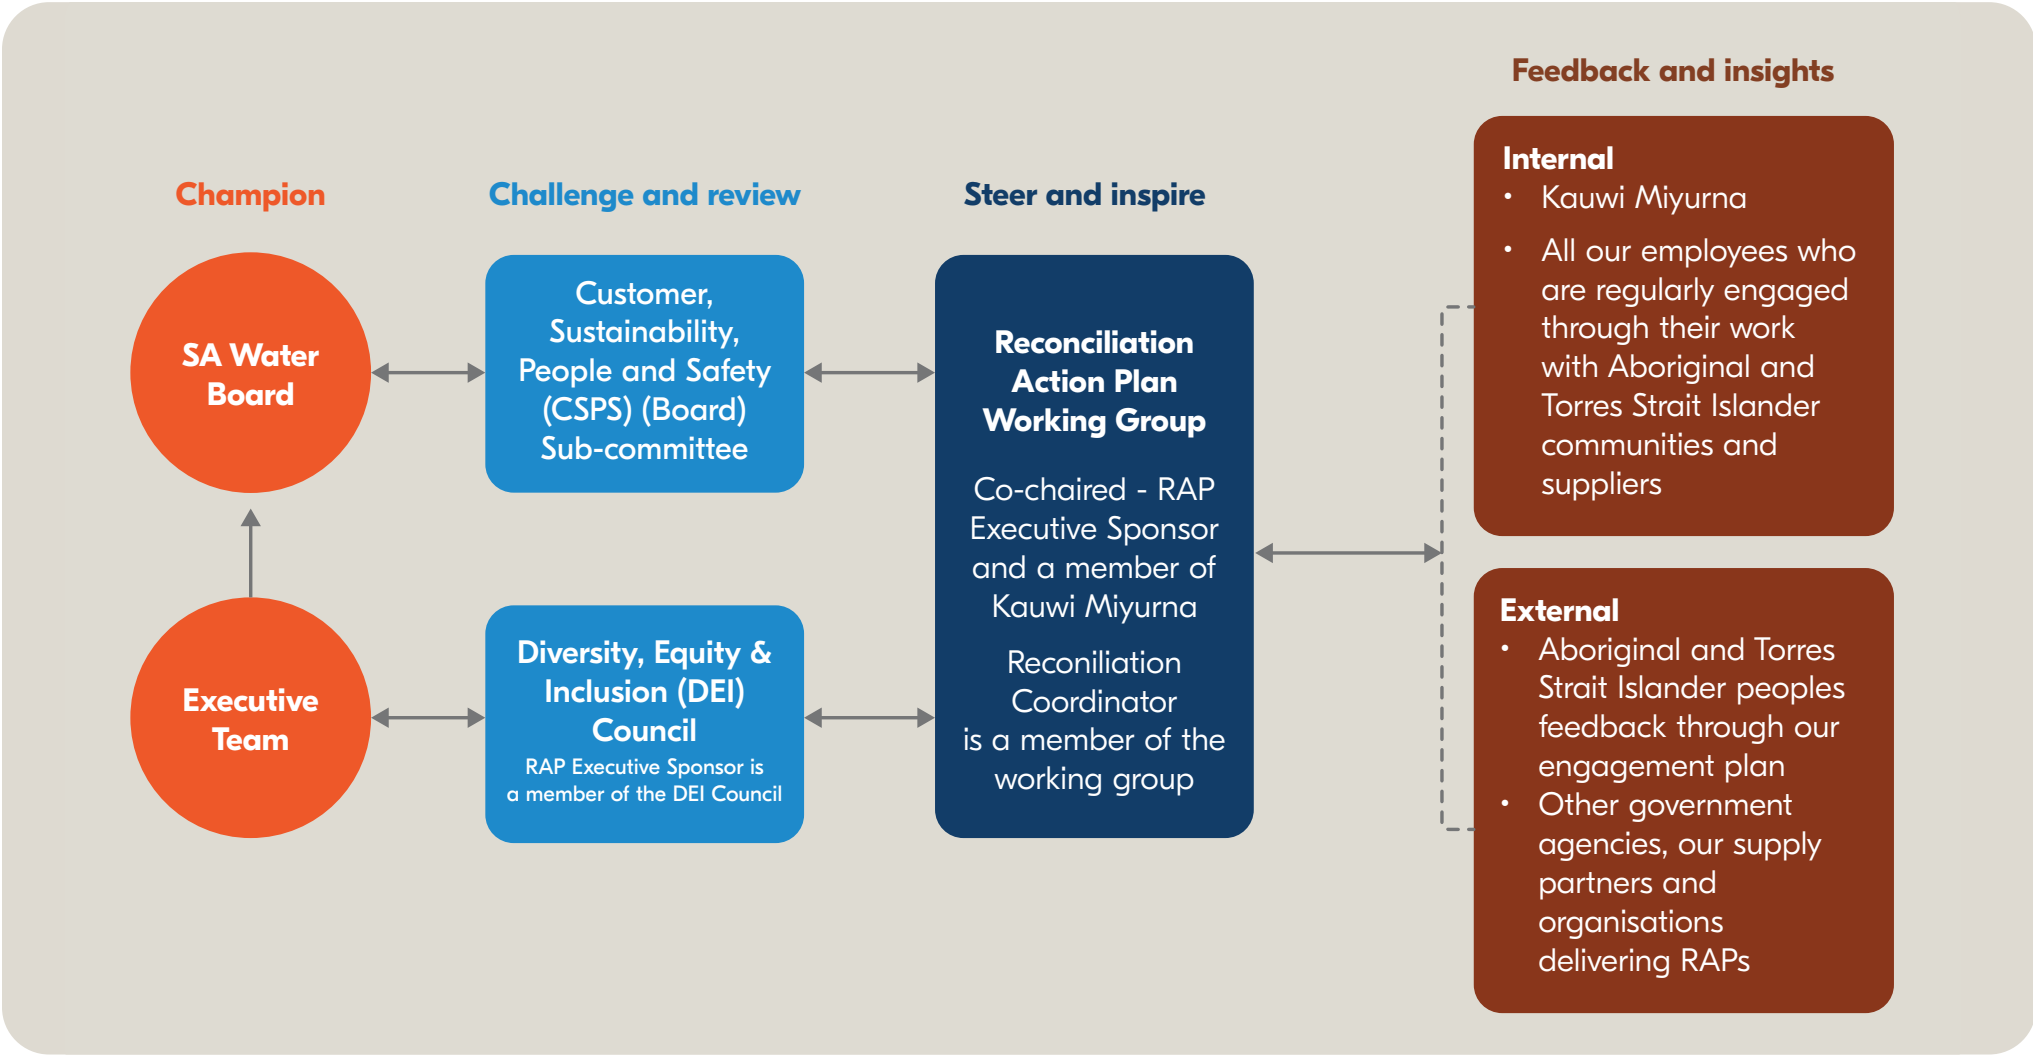 Champion
SA Water
Board
Executive
Team
Challenge and review
Customer,
Sustainability,
People and Safety
(CSPS) (Board)
Sub-committee
Diversity, Equity &
Inclusion (DEI)
Council
RAP Executive Sponsor is
a member of the DEI Council
Steer and inspire
Reconciliation
Action Plan
Working Group
Co-chaired - RAP
Executive Sponsor
and a member of
Kauwi Miyurna
Reconiliation
Coordinator
is a member of the
working group
Feedback and insights
Internal
• Kauwi Miyurna
• All our employees who
are regularly engaged
through their work
with Aboriginal and
Torres Strait Islander
communities and
suppliers
External
• Aboriginal and Torres
Strait Islander peoples
feedback through our
engagement plan
• Other government
agencies, our supply
partners and
organisations
delivering RAPs